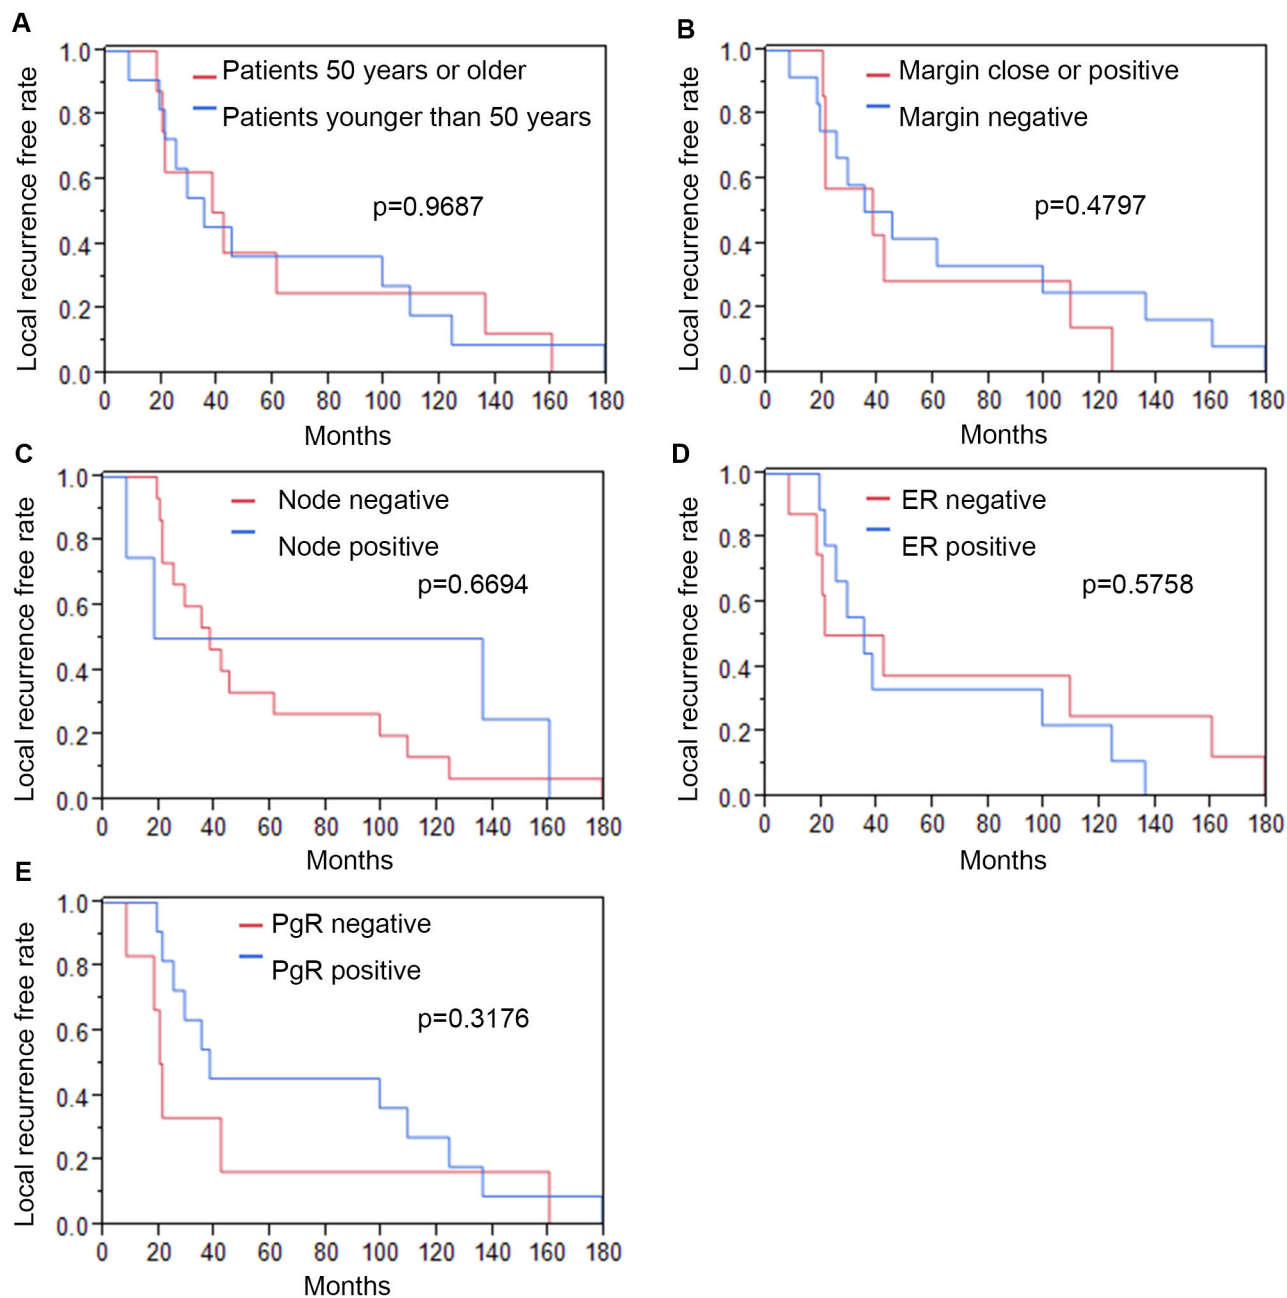 A
Local recurrence free rate
1.0
0.8
0.6
0.4
0.2
0.0
Patients 50 years or older
Patients younger than 50 years
p=0.9687
0 20 40 60 80 100 120 140 160 180
Months
B
Local recurrence free rate
1.0
0.8
0.6
0.4
0.2
0.0
Margin close or positive
Margin negative
p=0.4797
0 20 40 60 80 100 120 140 160 180
Months
C
Local recurrence free rate
1.0
0.8
0.6
0.4
0.2
0.0
Node negative
Node positive
p=0.6694
0 20 40 60 80 100 120 140 160 180
Months
D
Local recurrence free rate
1.0
0.8
0.6
0.4
0.2
0.0
ER negative
ER positive
p=0.5758
0 20 40 60 80 100 120 140 160 180
Months
E
Local recurrence free rate
1.0
0.8
0.6
0.4
0.2
0.0
PgR negative
PgR positive
p=0.3176
0 20 40 60 80 100 120 140 160 180
Months